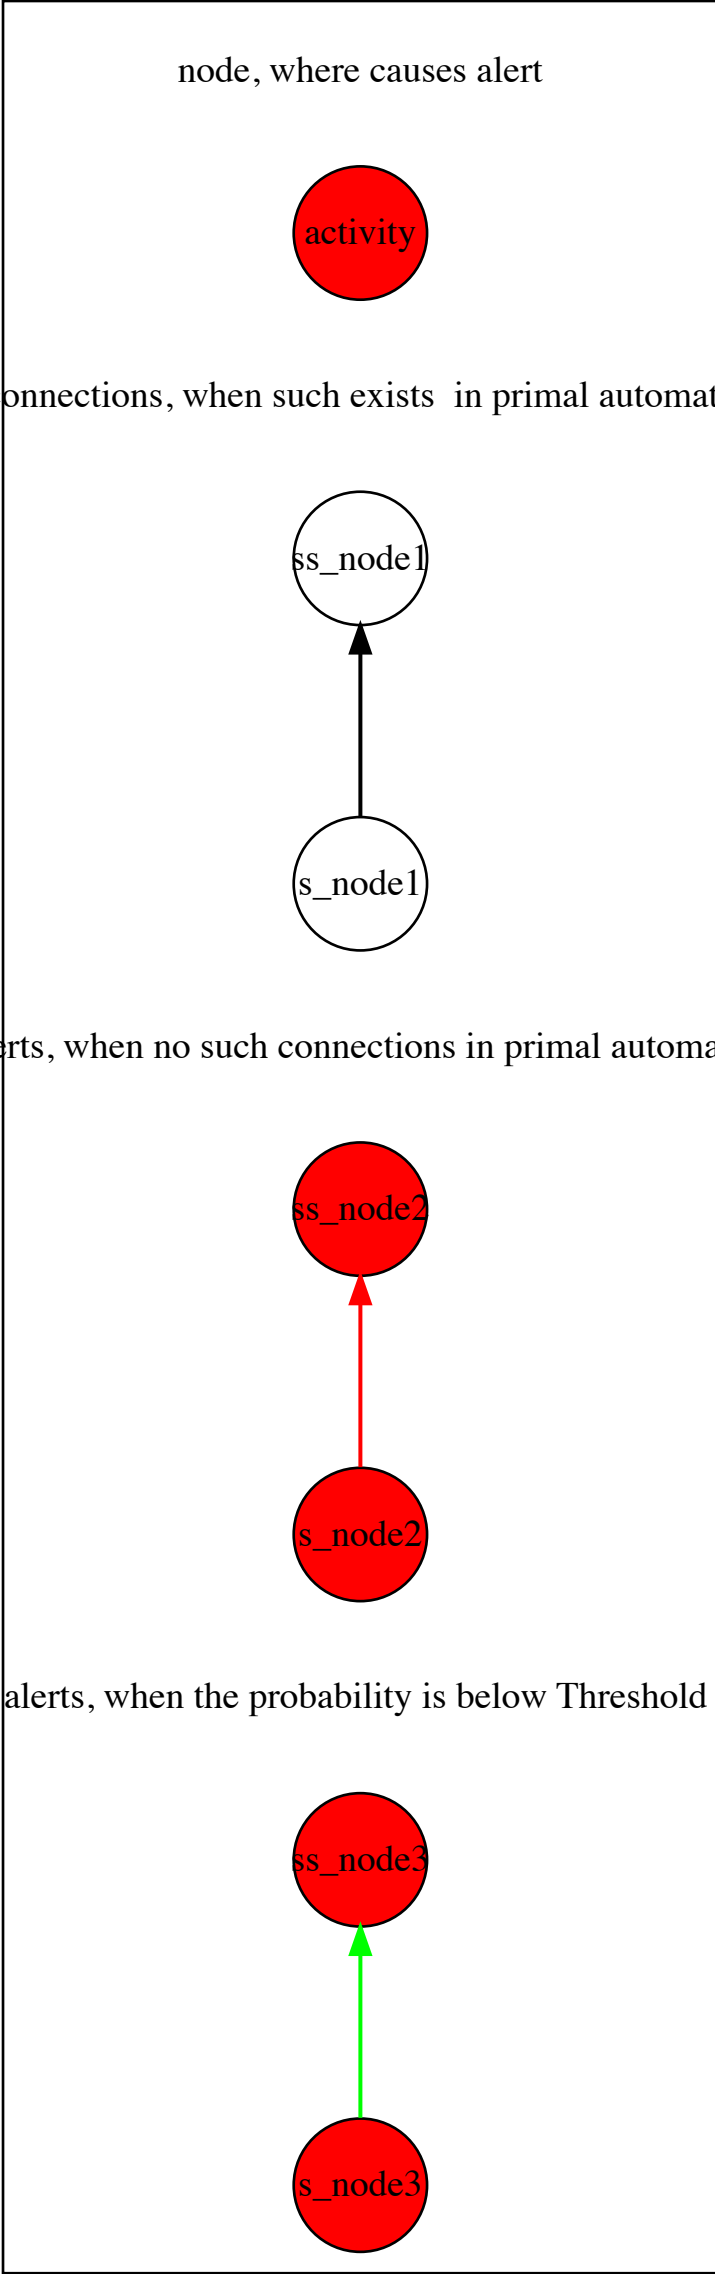 node, where causes alert
activity
onnections, when such exists  in primal automat
ss_node1
s_node1
erts, when no such connections in primal automa
ss_node2
s_node2
alerts, when the probability is below Threshold
ss_node3
s_node3